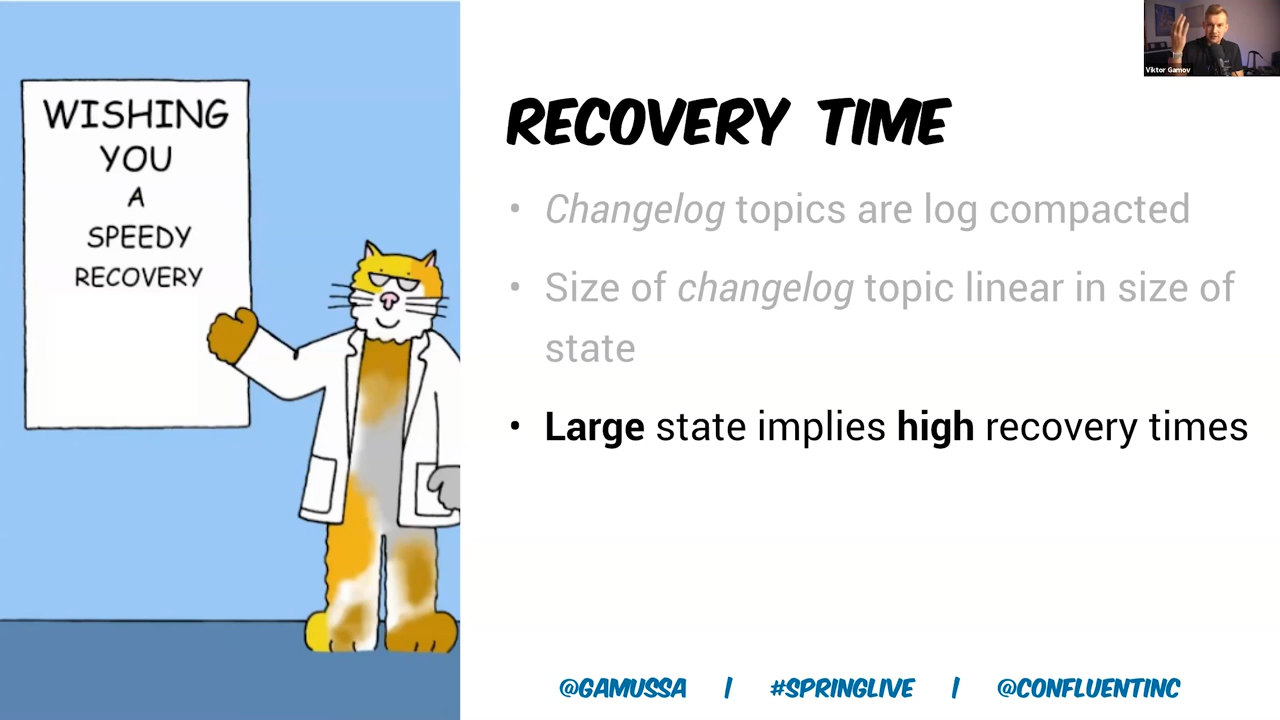 WISHING
YOU
A
SPEEDY
RECOVERY
Viktor Gamov
RECOVERY TIME
• Changelog topics are log compacted
• Size of changelog topic linear in size of
state
• Large state implies high recovery times
@GAMUSSA | #SPRINGLIVE | @CONFLUENTINC